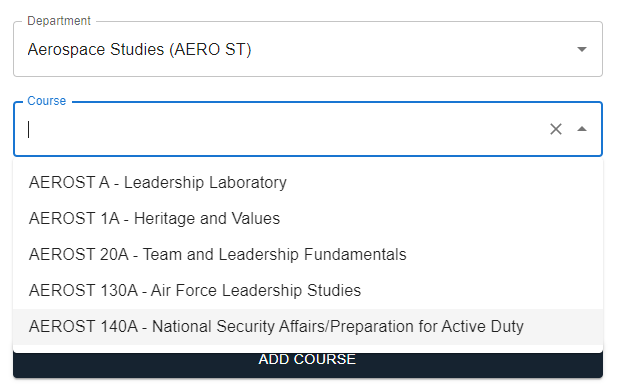 Department
Aerospace Studies (AERO ST)
Course
AEROST A - Leadership Laboratory
AEROST 1A - Heritage and Values
AEROST 20A - Team and Leadership Fundamentals
AEROST 130A - Air Force Leadership Studies
AEROST 140A - National Security Affairs/Preparation for Active Duty
ADD COURSE